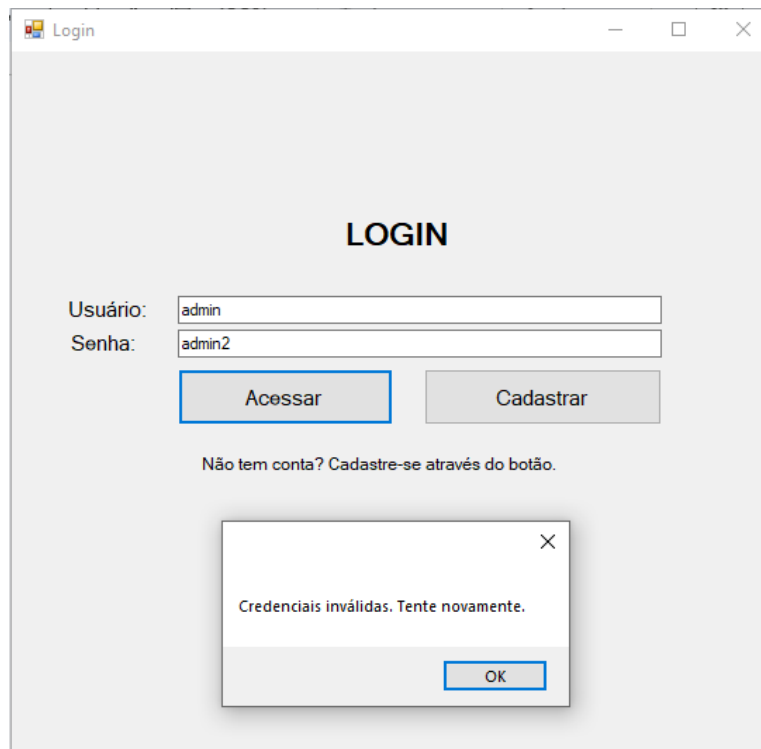 Login
LOGIN
Usuário: admin
Senha: admin2
Acessar Cadastrar
Não tem conta? Cadastre-se através do botão.
Credenciais inválidas. Tente novamente.
OK